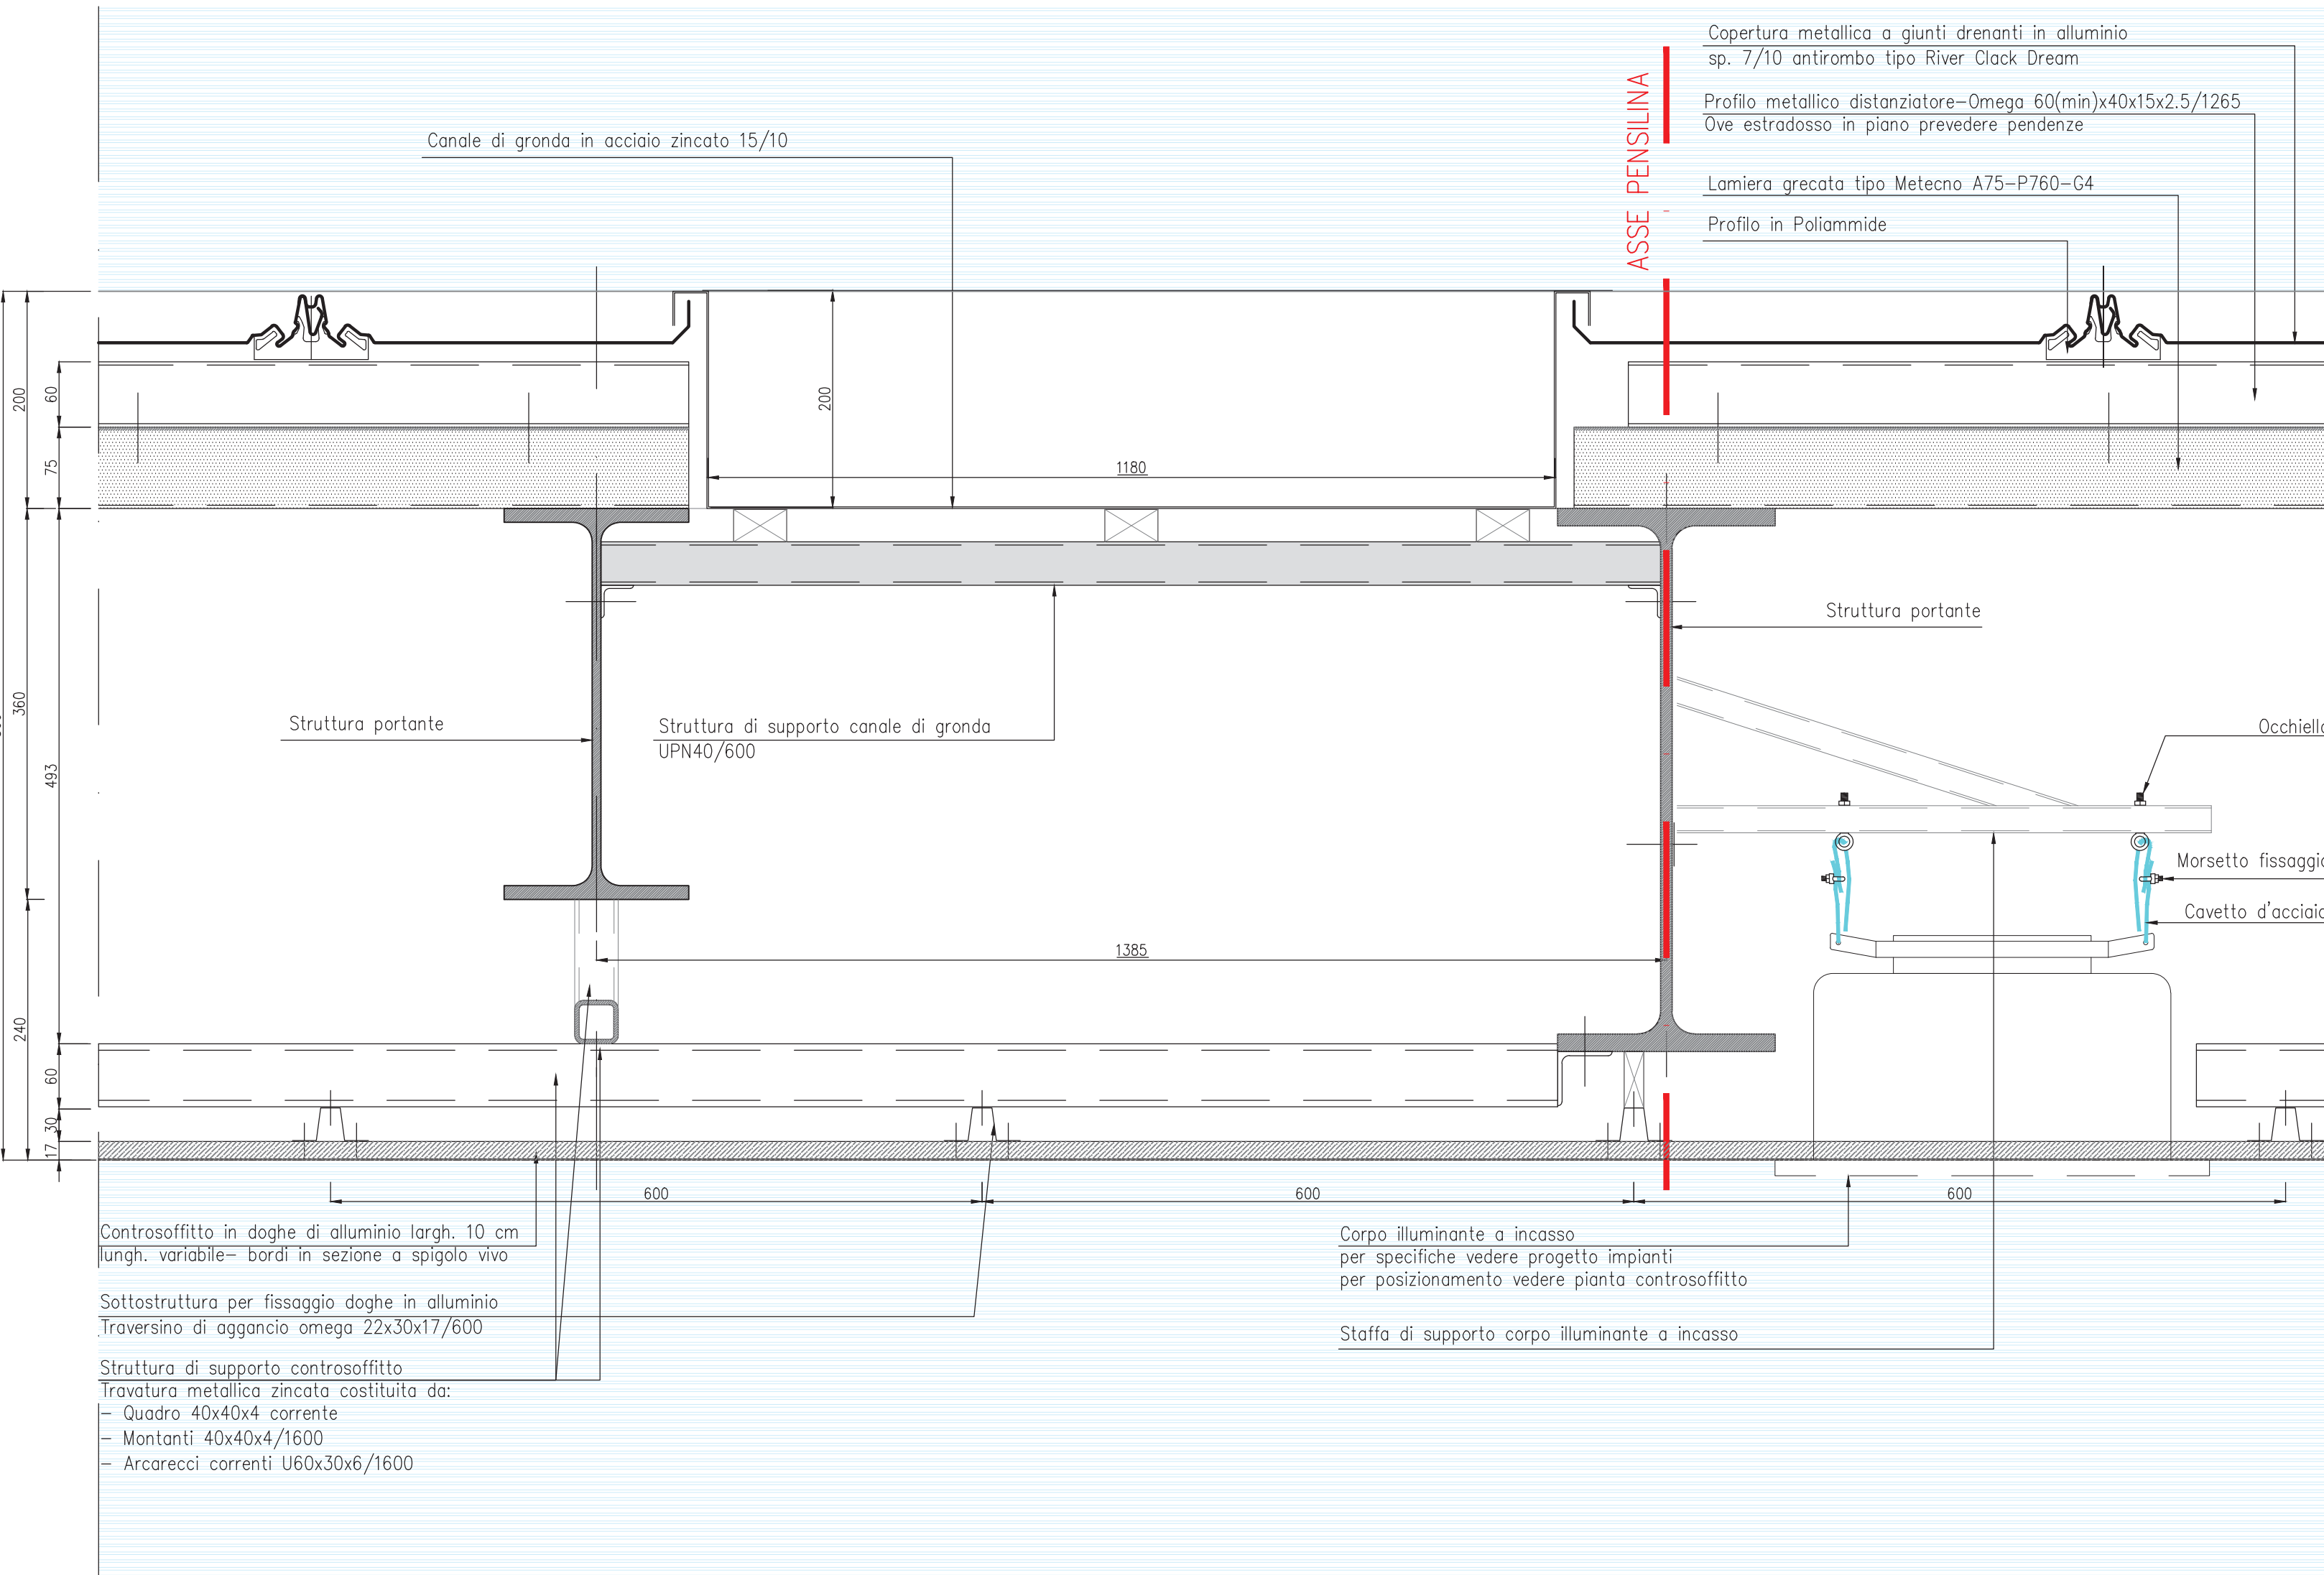 Copertura metallica a giunti drenanti in alluminio
sp. 7/10 antirombo tipo River Clack Dream
Profilo metallico distanziatore-Omega 60(min)x40x15x2.5/1265
Ove estradosso in piano prevedere pendenze
Canale di gronda in acciaio zincato 15/10
ASSE PENSILINA
Lamiera grecata tipo Metecno A75-P760-G4
Profilo in Poliammide
200
60
200
75
1180
Struttura portante
360
Struttura portante
Struttura di supporto canale di gronda
UPN40/600
Occhiello
493
Morsetto fissaggio
Cavetto d'acciaio
1385
240
60
30
17
600
600
600
Controsoffitto in doghe di alluminio largh. 10 cm
lungh. variabile- bordi in sezione a spigolo vivo
Corpo illuminante a incasso
per specifiche vedere progetto impianti
per posizionamento vedere pianta controsoffitto
Sottostruttura per fissaggio doghe in alluminio
Traversino di aggancio omega 22x30x17/600
Staffa di supporto corpo illuminante a incasso
Struttura di supporto controsoffitto
Travatura metallica zincata costituita da:
- Quadro 40x40x4 corrente
- Montanti 40x40x4/1600
- Arcarecci correnti U60x30x6/1600